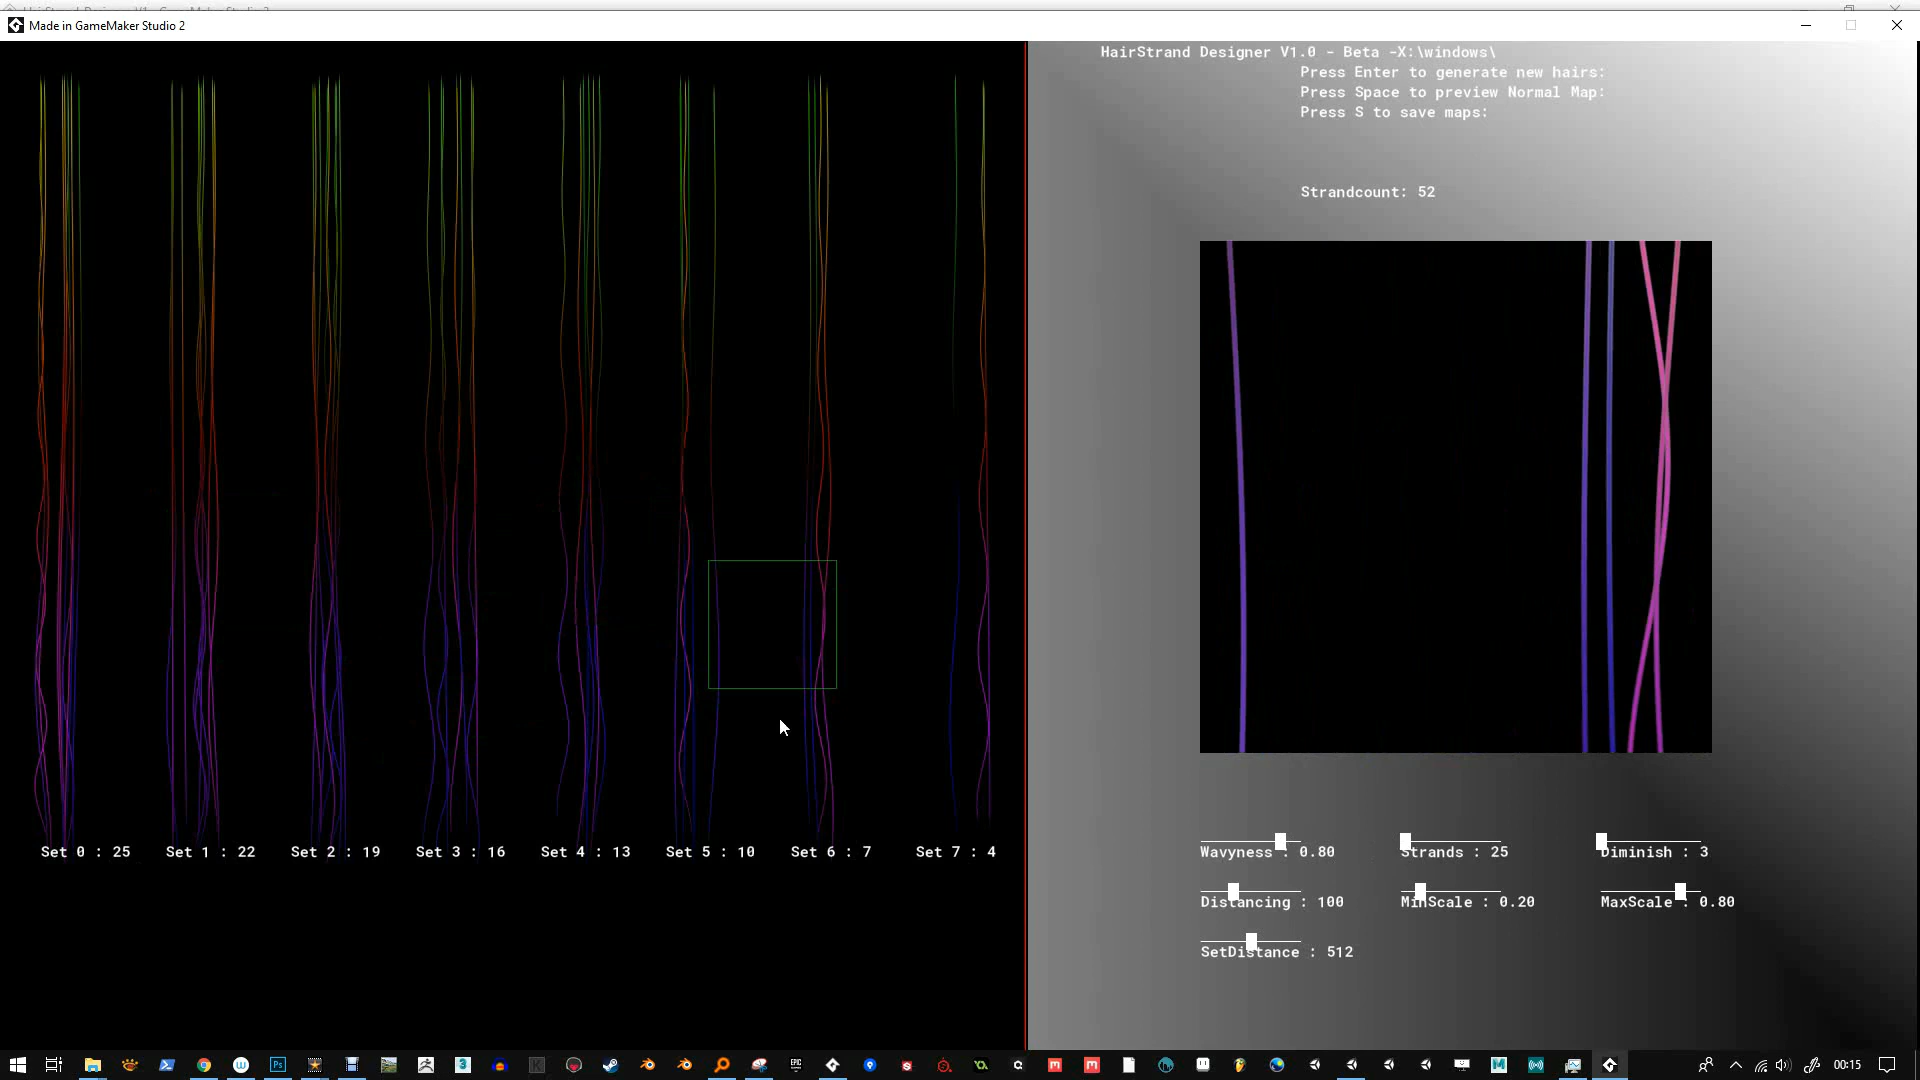 Made in GameMaker Studio 2
HairStrand Designer V1.0 - Beta -X:\windows\
Press Enter to generate new hairs:
Press Space to preview Normal Map:
Press S to save maps:
Strandcount: 52
Set 0 : 25 Set 1 : 22 Set 2 : 19 Set 3 : 16 Set 4 : 13 Set 5 : 10 Set 6 : 7 Set 7 : 4
Wavyness : 0.80 Strands : 25 Diminish : 3
Distancing : 100 MinScale : 0.20 MaxScale : 0.80
SetDistance : 512
00:15